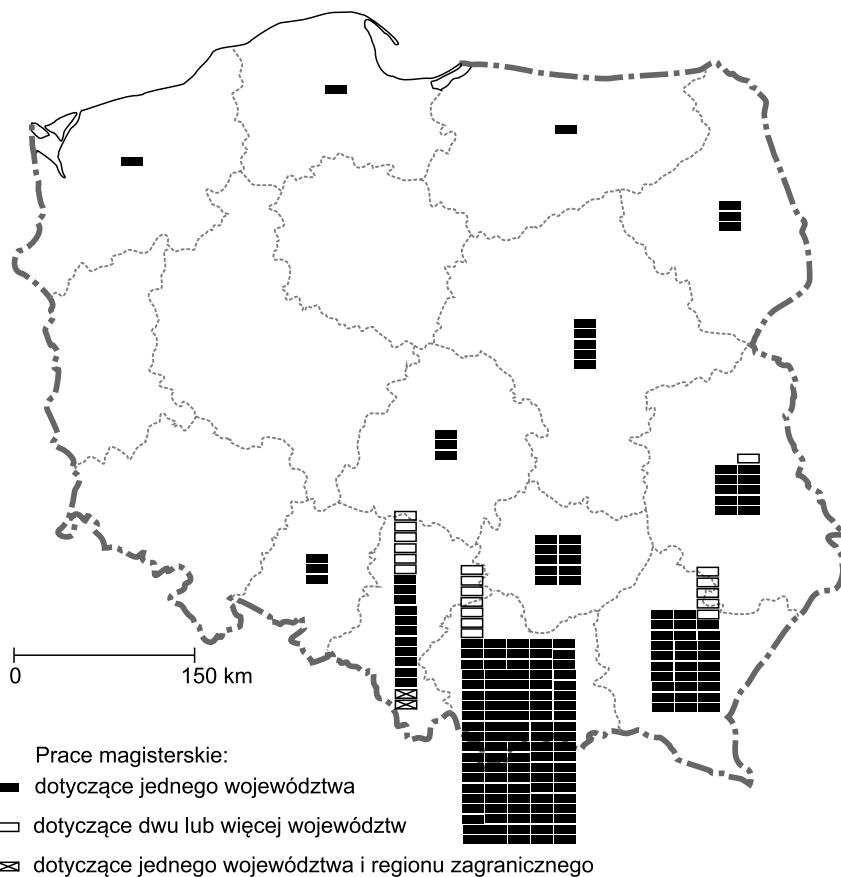 0 150 km
Prace magisterskie:
dotyczące jednego województwa
dotyczące dwu lub więcej województw
dotyczące jednego województwa i regionu zagranicznego